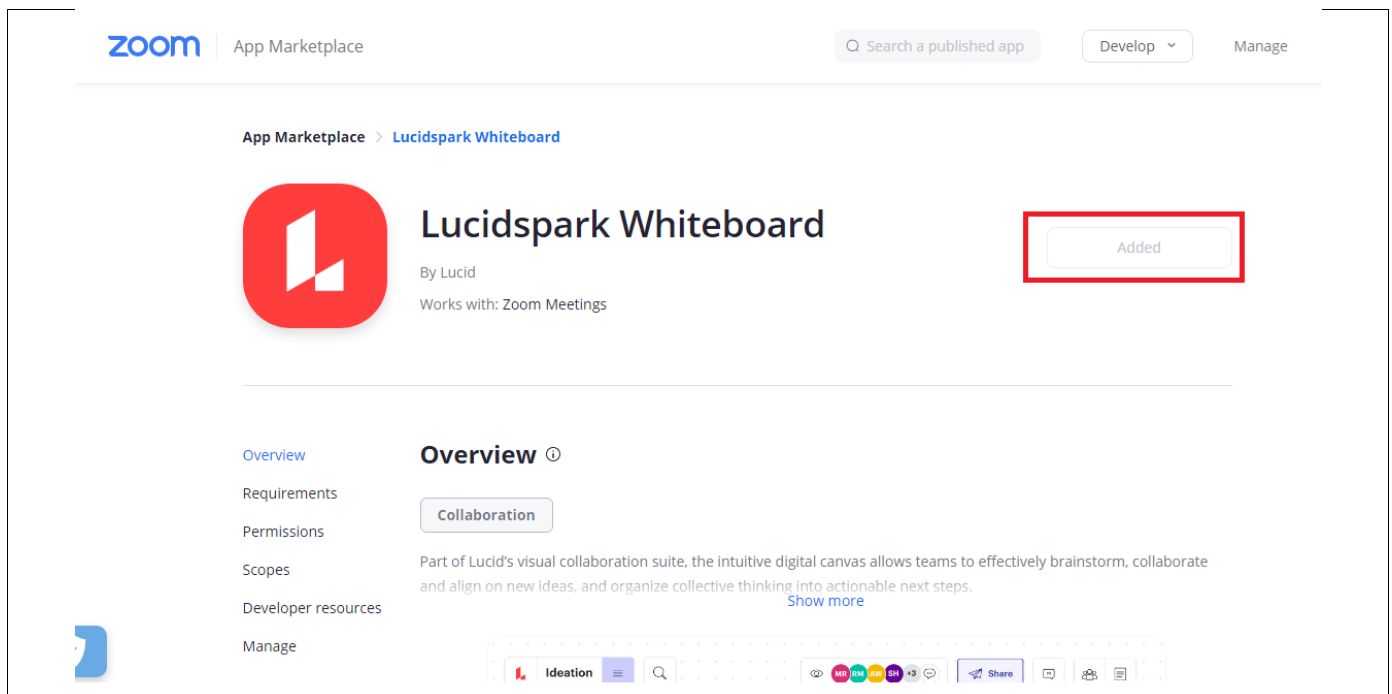 zoom App Marketplace Search a published app Develop Manage
App Marketplace > Lucidspark Whiteboard
Lucidspark Whiteboard
Added
By Lucid
Works with: Zoom Meetings
Overview
Requirements
Permissions
Scopes
Developer resources
Manage
Overview
Collaboration
Part of Lucid’s visual collaboration suite, the intuitive digital canvas allows teams to effectively brainstorm, collaborate
and align on new ideas, and organize collective thinking into actionable next steps.
Show more
Ideation MR RM AW SH +3 Share